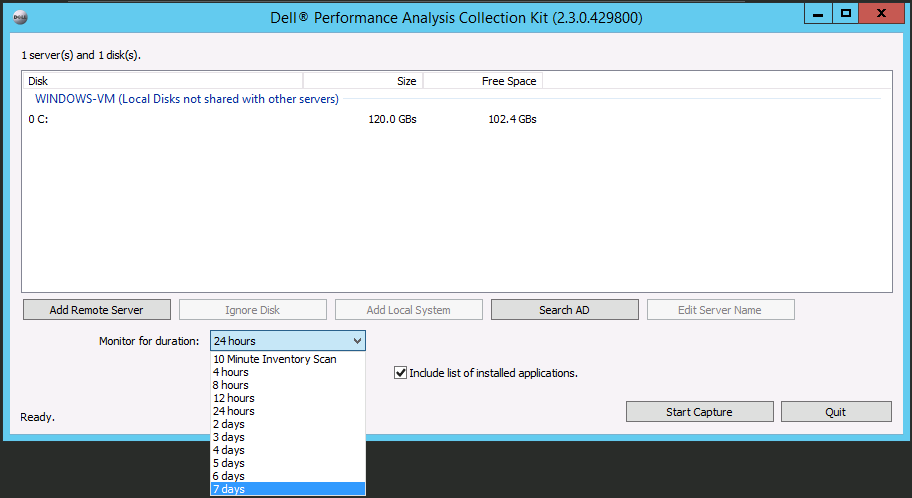 Dell® Performance Analysis Collection Kit (2.3.0.429800)
1 server(s) and 1 disk(s).
Disk Size Free Space
WINDOWS-VM (Local Disks not shared with other servers)
0 C: 120.0 GBs 102.4 GBs
Add Remote Server Ignore Disk Add Local System Search AD Edit Server Name
Monitor for duration: 24 hours
10 Minute Inventory Scan
4 hours
8 hours
12 hours
24 hours
2 days
3 days
4 days
5 days
6 days
7 days
Include list of installed applications.
Ready.
Start Capture Quit